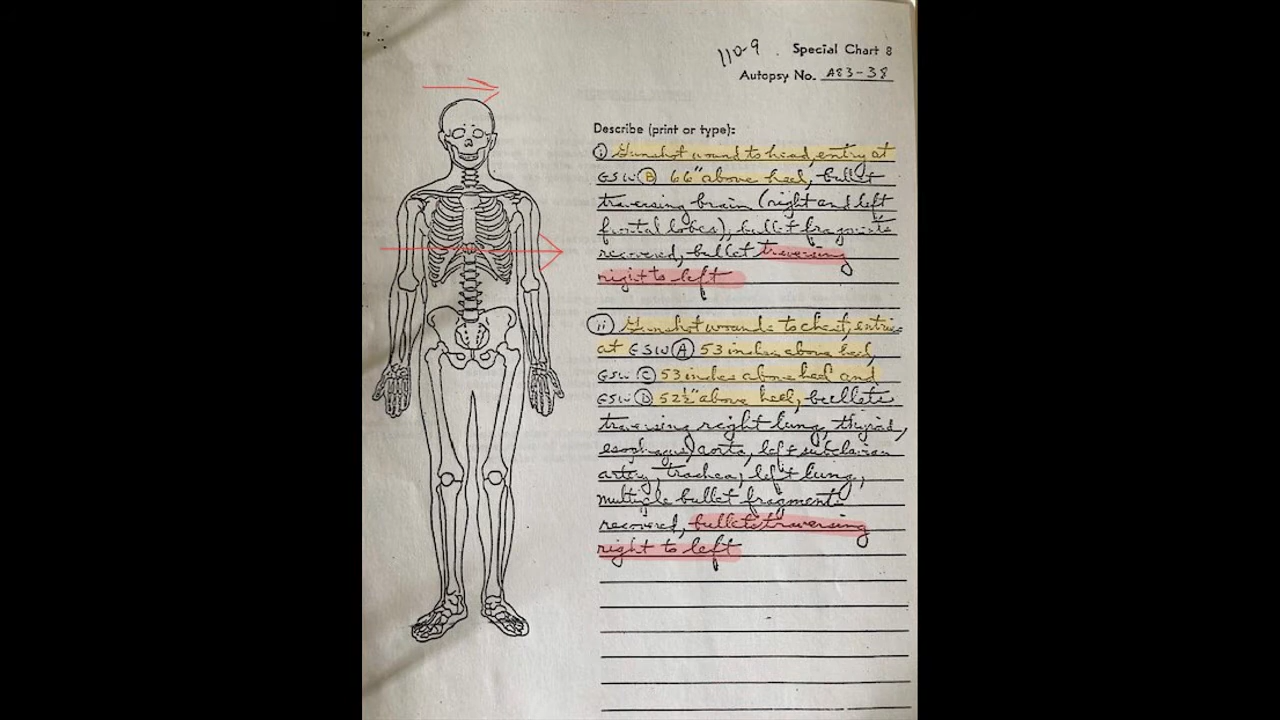 110-9 . Special Chart 8
Autopsy No. A83-38
Describe (print or type):
i Gunshot wound to head, entry at
GSW B 66" above heel, bullet
traversing brain (right and left
frontal lobes), bullet fragments
recovered, bullet traversing
right to left
ii Gunshot wounds to chest, entries
at GSW A 53 inches above heel,
GSW C 53 inches above heel and
GSW D 52½" above heel, bullets
traversing right lung, thyroid,
esophagus, aorta, left subclavian
artery, trachea, left lung,
multiple bullet fragments
recovered, bullets traversing
right to left